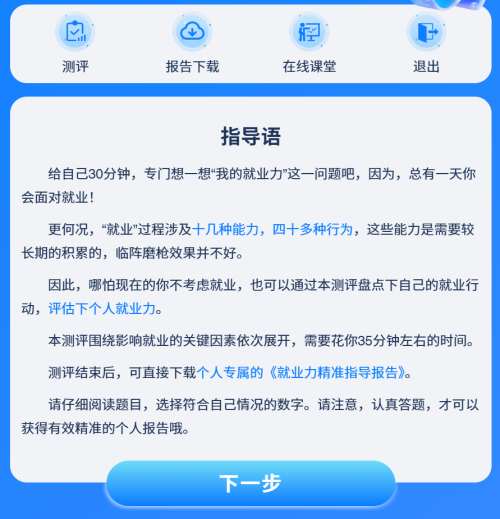 测评 报告下载 在线课堂 退出
指导语
给自己30分钟，专门想一想“我的就业力”这一问题吧，因为，总有一天你
会面对就业！
更何况，“就业”过程涉及十几种能力，四十多种行为，这些能力是需要较
长期的积累的，临阵磨枪效果并不好。
因此，哪怕现在的你不考虑就业，也可以通过本测评盘点下自己的就业行
动，评估下个人就业力。
本测评围绕影响就业的关键因素依次展开，需要花你35分钟左右的时间。
测评结束后，可直接下载个人专属的《就业力精准指导报告》。
请仔细阅读题目，选择符合自己情况的数字。请注意，认真答题，才可以
获得有效精准的个人报告哦。
下一步